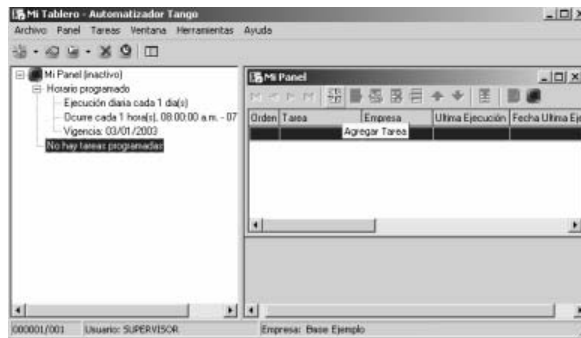 Mi Tablero - Automatizador Tango
Archivo Panel Tareas Ventana Herramientas Ayuda
Mi Panel (inactivo)
Horario programado
Ejecución diaria cada 1 día(s)
Ocurre cada 1 hora(s), 08:00:00 a.m. - 07
Vigencia: 03/01/2003
No hay tareas programadas
Mi Panel
Orden Tarea Empresa Ultima Ejecución Fecha Ultima Eje
Agregar Tarea
000001/001 Usuario: SUPERVISOR Empresa: Base Ejemplo